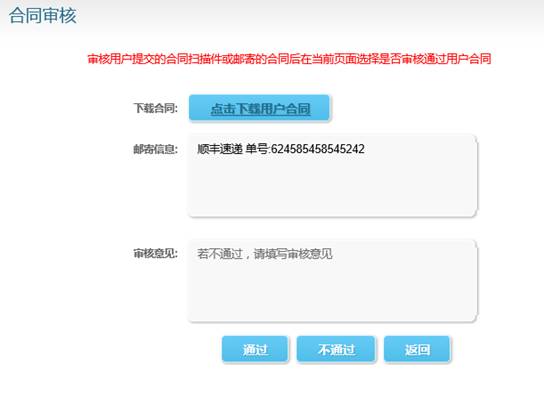 合同审核
审核用户提交的合同扫描件或邮寄的合同后在当前页面选择是否审核通过用户合同
下载合同: 点击下载用户合同
邮寄信息: 顺丰速递 单号:624585458545242
审核意见: 若不通过，请填写审核意见
通过 不通过 返回